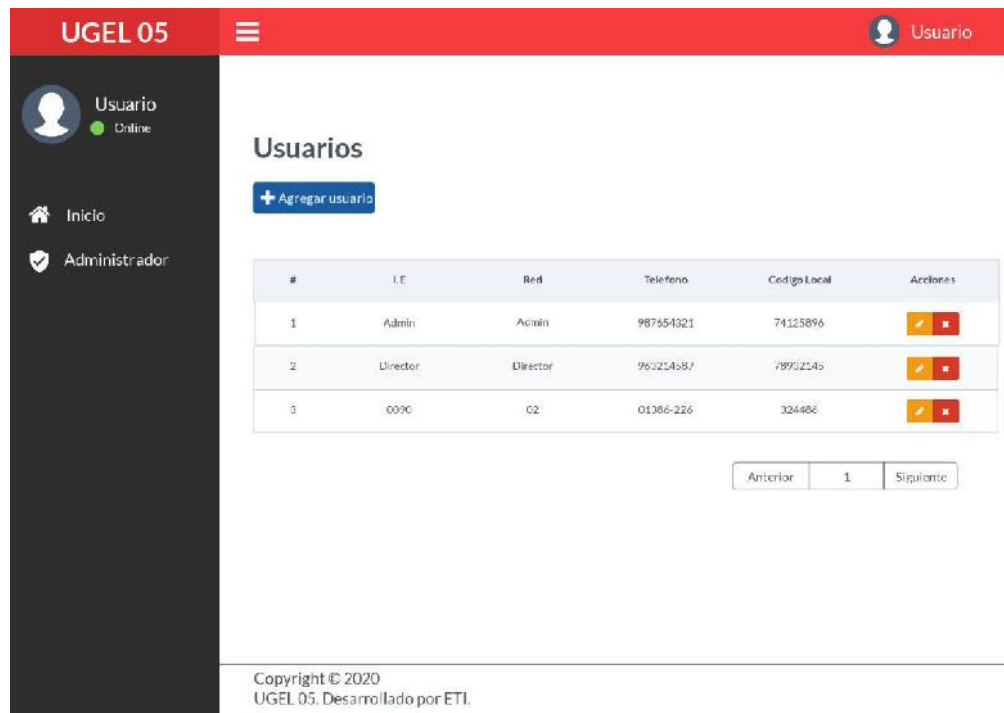 UGEL 05
Usuario
Usuario
Online
Inicio
Administrador
Usuarios
Agregar usuario
# I.E Red Telefono Codigo Local Acciones
1 Admin Admin 987654321 74125896
2 Director Director 963214587 78932145
3 0090 02 01386-226 324486
Anterior 1 Siguiente
Copyright © 2020
UGEL 05. Desarrollado por ETI.